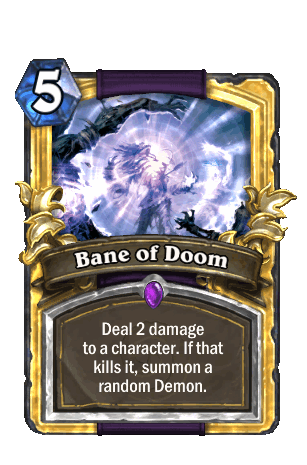 5
Bane of Doom
Deal 2 damage
to a character. If that
kills it, summon a
random Demon.